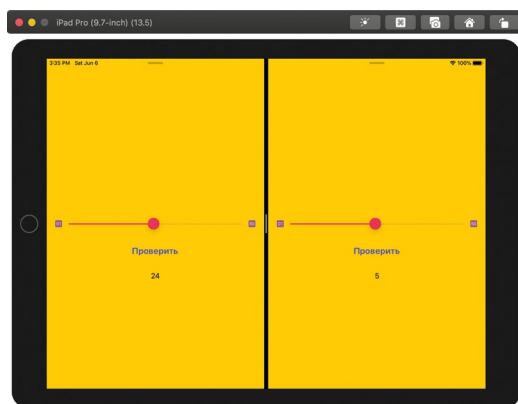 iPad Pro (9.7-inch) (13.5)
3:35 PM Sat Jun 6
100%
Проверить
Проверить
24
5